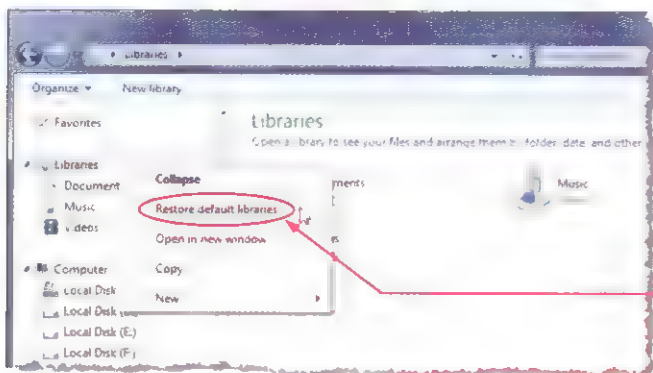 Libraries
Organize
New library
Favorites
Libraries
Open a library to see your files and arrange them by folder, date, and other
Libraries
Document
Music
Videos
Collapse
Restore default libraries
Open in new window
Copy
New
ments
Music
Computer
Local Disk
Local Disk
Local Disk (E:)
Local Disk (F:)